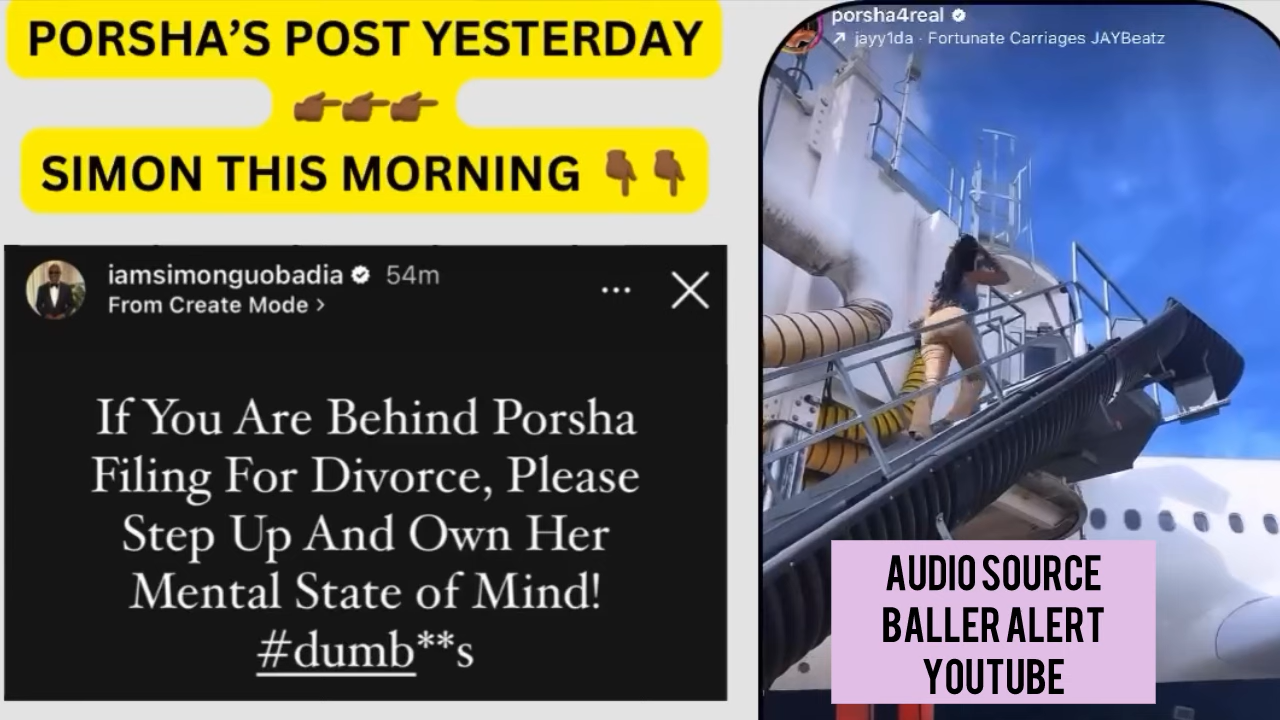 PORSHA'S POST YESTERDAY
👉🏾👉🏾👉🏾
SIMON THIS MORNING 👇🏾👇🏾
iamsimonguobadia 54m
From Create Mode >
If You Are Behind Porsha
Filing For Divorce, Please
Step Up And Own Her
Mental State of Mind!
#dumb**s
porsha4real
jayy1da · Fortunate Carriages JAYBeatz
AUDIO SOURCE
BALLER ALERT
YOUTUBE